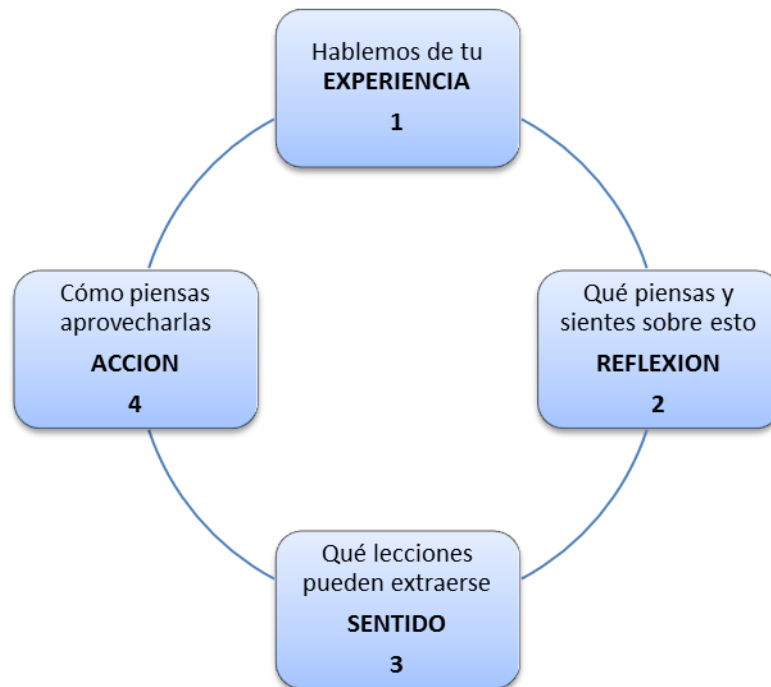 Hablemos de tu
EXPERIENCIA
1
Qué piensas y
sientes sobre esto
REFLEXION
2
Qué lecciones
pueden extraerse
SENTIDO
3
Cómo piensas
aprovecharlas
ACCION
4